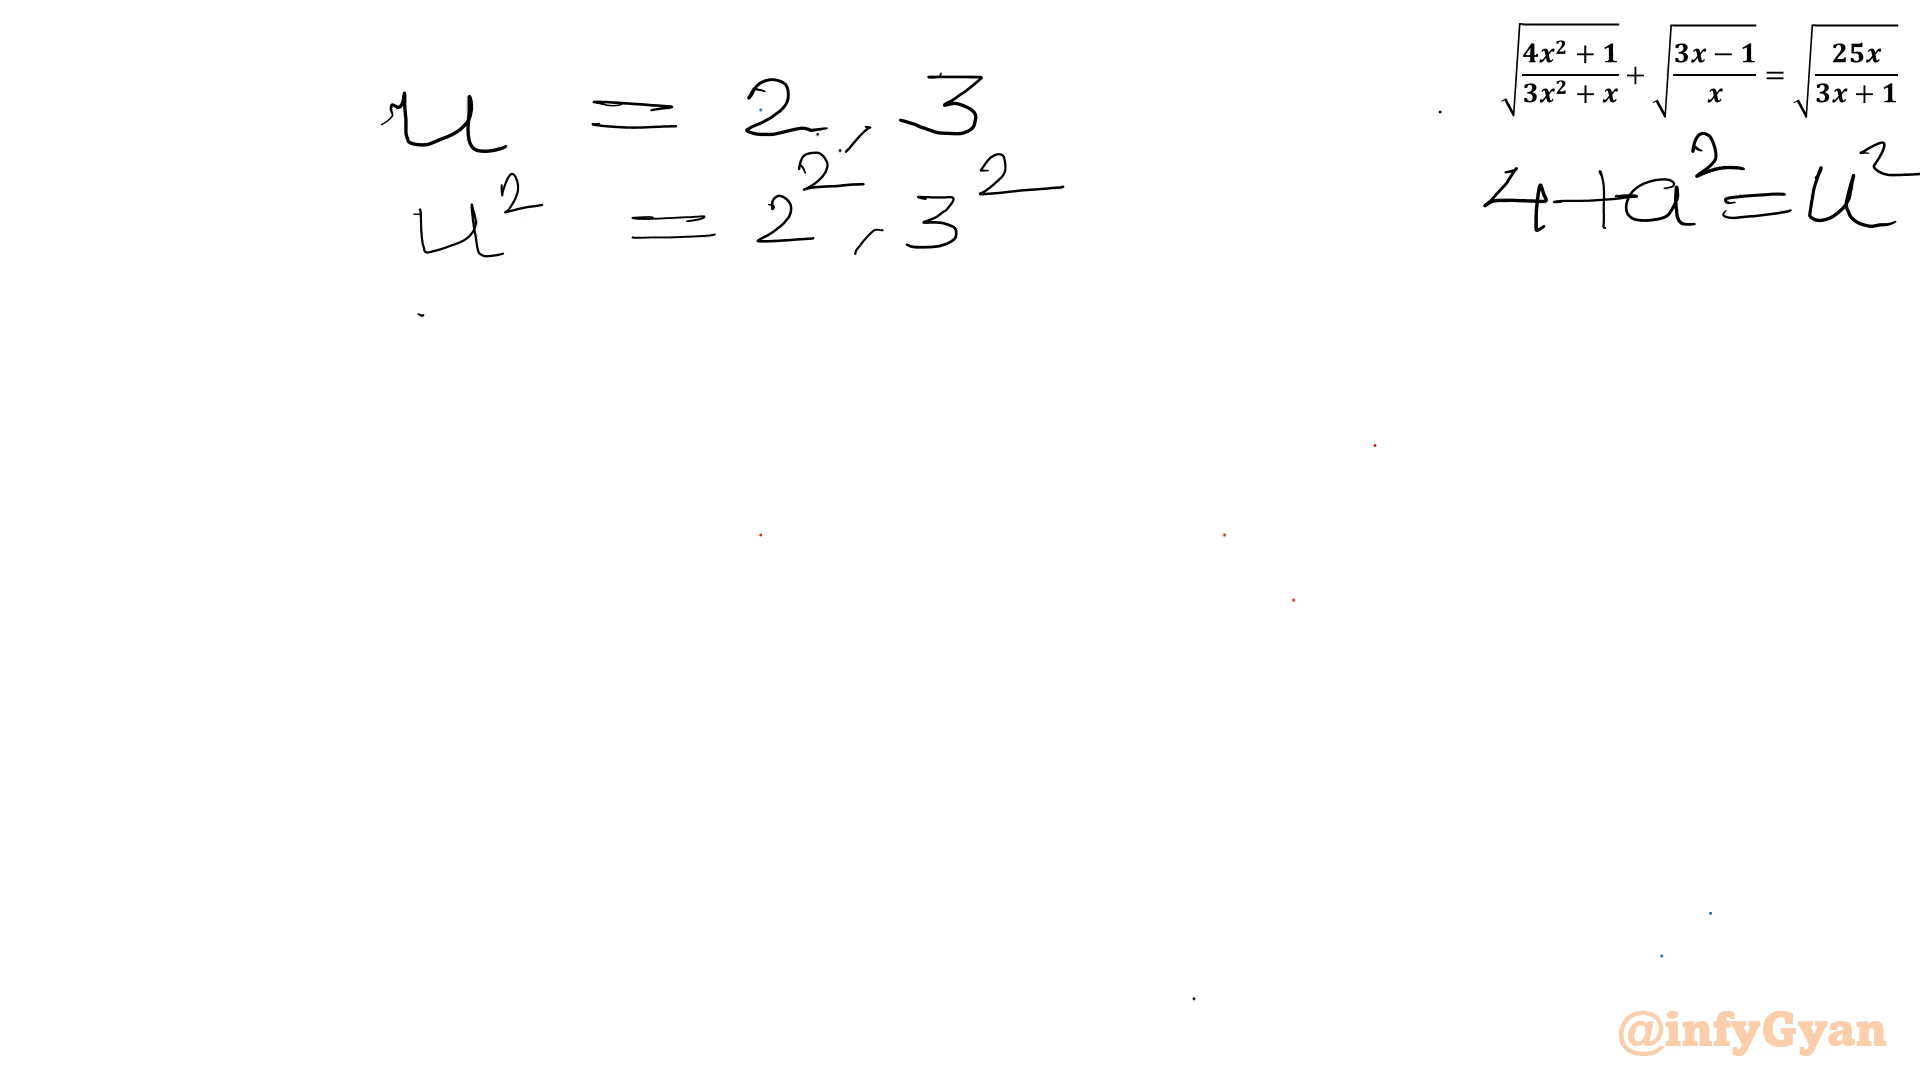 √((4x² + 1)/(3x² + x)) + √((3x − 1)/x) = √(25x/(3x + 1))
u = 2, 3
4 + a² = u²
u² = 2², 3²
@infyGyan